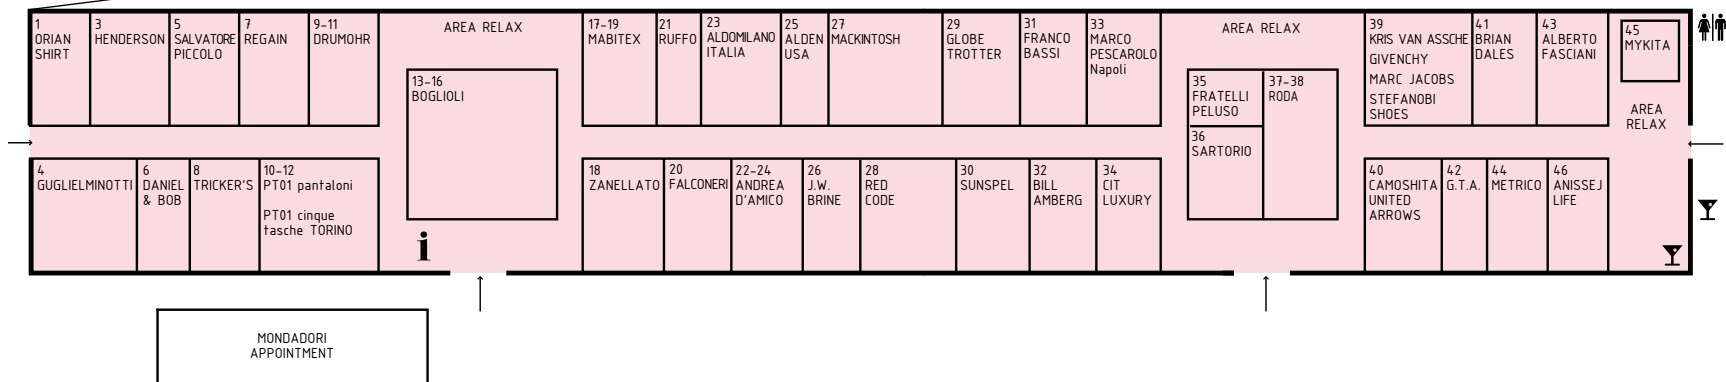 1
ORIAN
SHIRT
3
HENDERSON
5
SALVATORE
PICCOLO
7
REGAIN
9-11
DRUMOHR
AREA RELAX
13-16
BOGLIOLI
17-19
MABITEX
21
RUFFO
23
ALDOMILANO
ITALIA
25
ALDEN
USA
27
MACKINTOSH
29
GLOBE
TROTTER
31
FRANCO
BASSI
33
MARCO
PESCAROLO
Napoli
AREA RELAX
35
FRATELLI
PELUSO
36
SARTORIO
37-38
RODA
39
KRIS VAN ASSCHE
GIVENCHY
MARC JACOBS
STEFANOBI
SHOES
41
BRIAN
DALES
43
ALBERTO
FASCIANI
45
MYKITA
AREA
RELAX
4
GUGLIELMINOTTI
6
DANIEL
& BOB
8
TRICKER'S
10-12
PT01 pantaloni
PT01 cinque
tasche TORINO
i
18
ZANELLATO
20
FALCONERI
22-24
ANDREA
D'AMICO
26
J.W.
BRINE
28
RED
CODE
30
SUNSPEL
32
BILL
AMBERG
34
CIT
LUXURY
40
CAMOSHITA
UNITED
ARROWS
42
G.T.A.
44
METRICO
46
ANISSEJ
LIFE
MONDADORI
APPOINTMENT